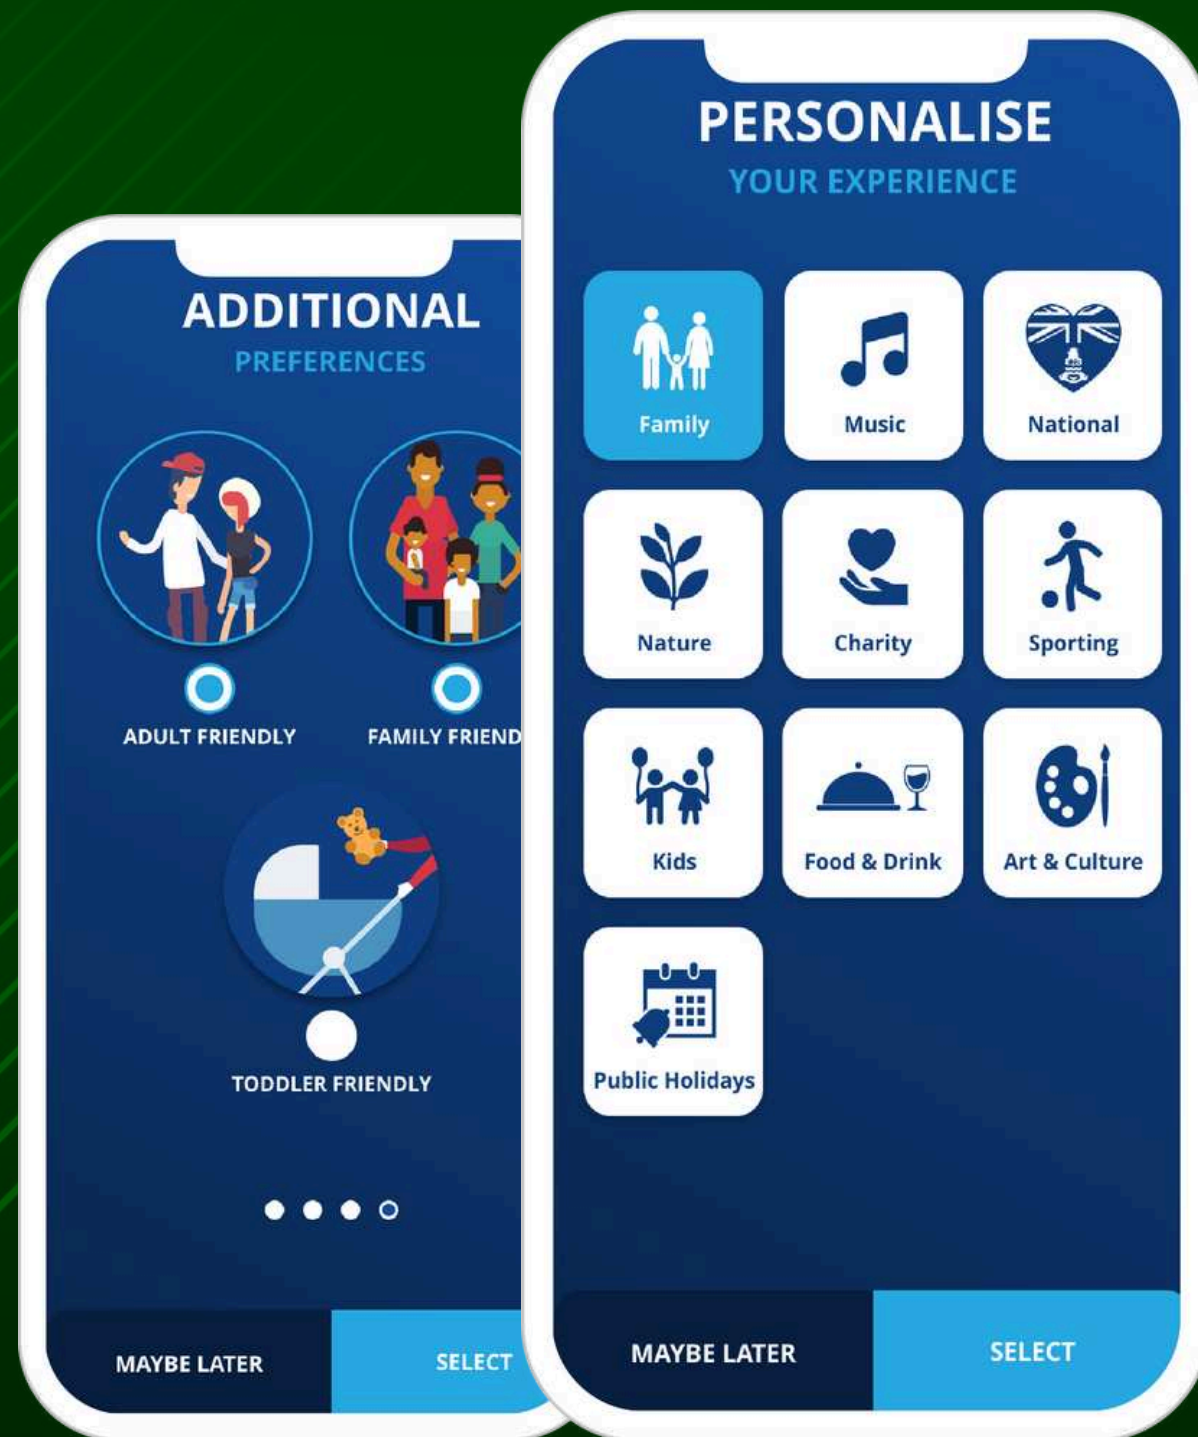 ADDITIONAL
PREFERENCES
ADULT FRIENDLY
FAMILY FRIEND
TODDLER FRIENDLY
MAYBE LATER
SELECT
PERSONALISE
YOUR EXPERIENCE
Family
Music
National
Nature
Charity
Sporting
Kids
Food & Drink
Art & Culture
Public Holidays
MAYBE LATER
SELECT